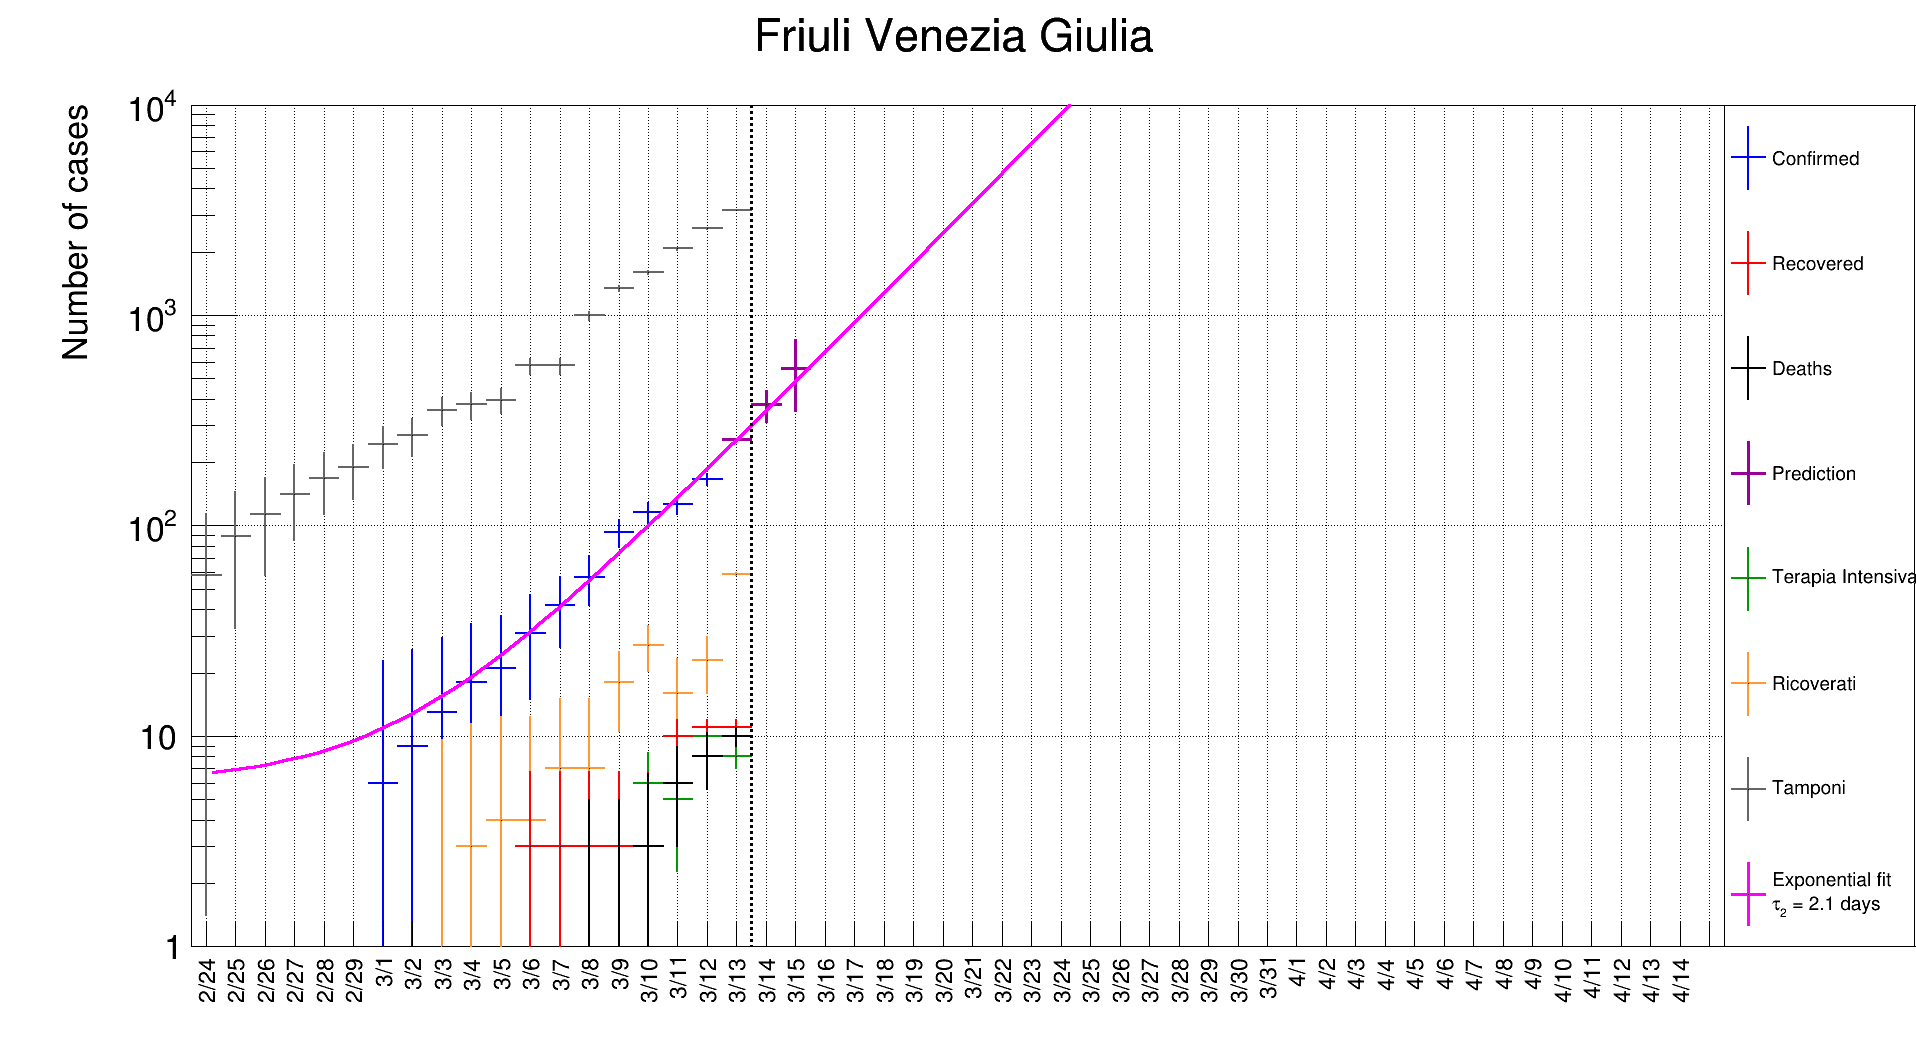 Friuli Venezia Giulia
Number of cases
10^4
10^3
10^2
10
1
2/24 2/25 2/26 2/27 2/28 2/29 3/1 3/2 3/3 3/4 3/5 3/6 3/7 3/8 3/9 3/10 3/11 3/12 3/13 3/14 3/15 3/16 3/17 3/18 3/19 3/20 3/21 3/22 3/23 3/24 3/25 3/26 3/27 3/28 3/29 3/30 3/31 4/1 4/2 4/3 4/4 4/5 4/6 4/7 4/8 4/9 4/10 4/11 4/12 4/13 4/14
Confirmed
Recovered
Deaths
Prediction
Terapia Intensiva
Ricoverati
Tamponi
Exponential fit
τ_2 = 2.1 days